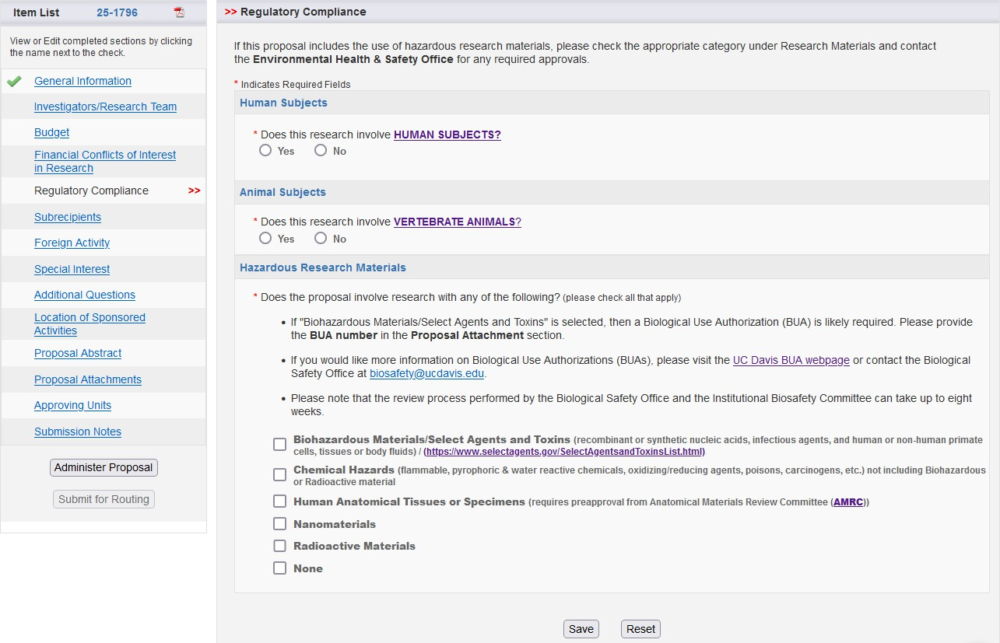 Item List 25-1796
View or Edit completed sections by clicking
the name next to the check.
General Information
Investigators/Research Team
Budget
Financial Conflicts of Interest
in Research
Regulatory Compliance >>
Subrecipients
Foreign Activity
Special Interest
Additional Questions
Location of Sponsored
Activities
Proposal Abstract
Proposal Attachments
Approving Units
Submission Notes
Administer Proposal
Submit for Routing
>> Regulatory Compliance
If this proposal includes the use of hazardous research materials, please check the appropriate category under Research Materials and contact
the Environmental Health & Safety Office for any required approvals.
* Indicates Required Fields
Human Subjects
* Does this research involve HUMAN SUBJECTS?
Yes No
Animal Subjects
* Does this research involve VERTEBRATE ANIMALS?
Yes No
Hazardous Research Materials
* Does the proposal involve research with any of the following? (please check all that apply)
• If "Biohazardous Materials/Select Agents and Toxins" is selected, then a Biological Use Authorization (BUA) is likely required. Please provide
the BUA number in the Proposal Attachment section.
• If you would like more information on Biological Use Authorizations (BUAs), please visit the UC Davis BUA webpage or contact the Biological
Safety Office at biosafety@ucdavis.edu.
• Please note that the review process performed by the Biological Safety Office and the Institutional Biosafety Committee can take up to eight
weeks.
Biohazardous Materials/Select Agents and Toxins (recombinant or synthetic nucleic acids, infectious agents, and human or non-human primate
cells, tissues or body fluids) / (https://www.selectagents.gov/SelectAgentsandToxinsList.html)
Chemical Hazards (flammable, pyrophoric & water reactive chemicals, oxidizing/reducing agents, poisons, carcinogens, etc.) not including Biohazardous
or Radioactive material
Human Anatomical Tissues or Specimens (requires preapproval from Anatomical Materials Review Committee (AMRC))
Nanomaterials
Radioactive Materials
None
Save Reset